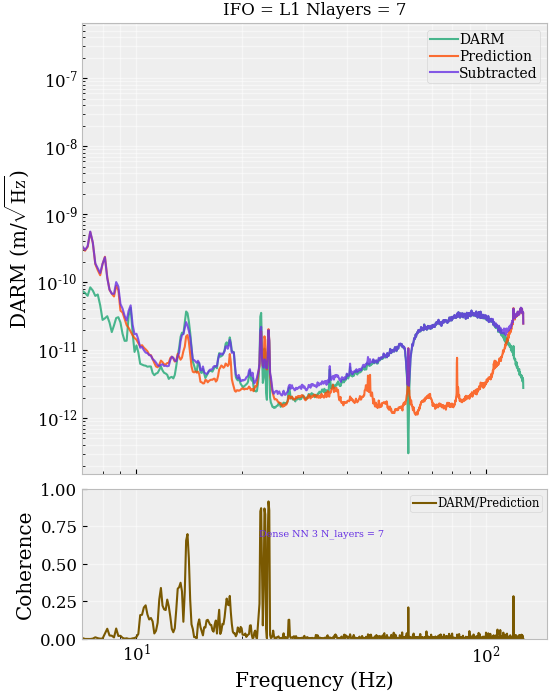 IFO = L1 Nlayers = 7
DARM (m/√Hz)
10^-7
10^-8
10^-9
10^-10
10^-11
10^-12
DARM
Prediction
Subtracted
Coherence
1.00
0.75
0.50
0.25
0.00
DARM/Prediction
Dense NN 3 N_layers = 7
10^1
10^2
Frequency (Hz)